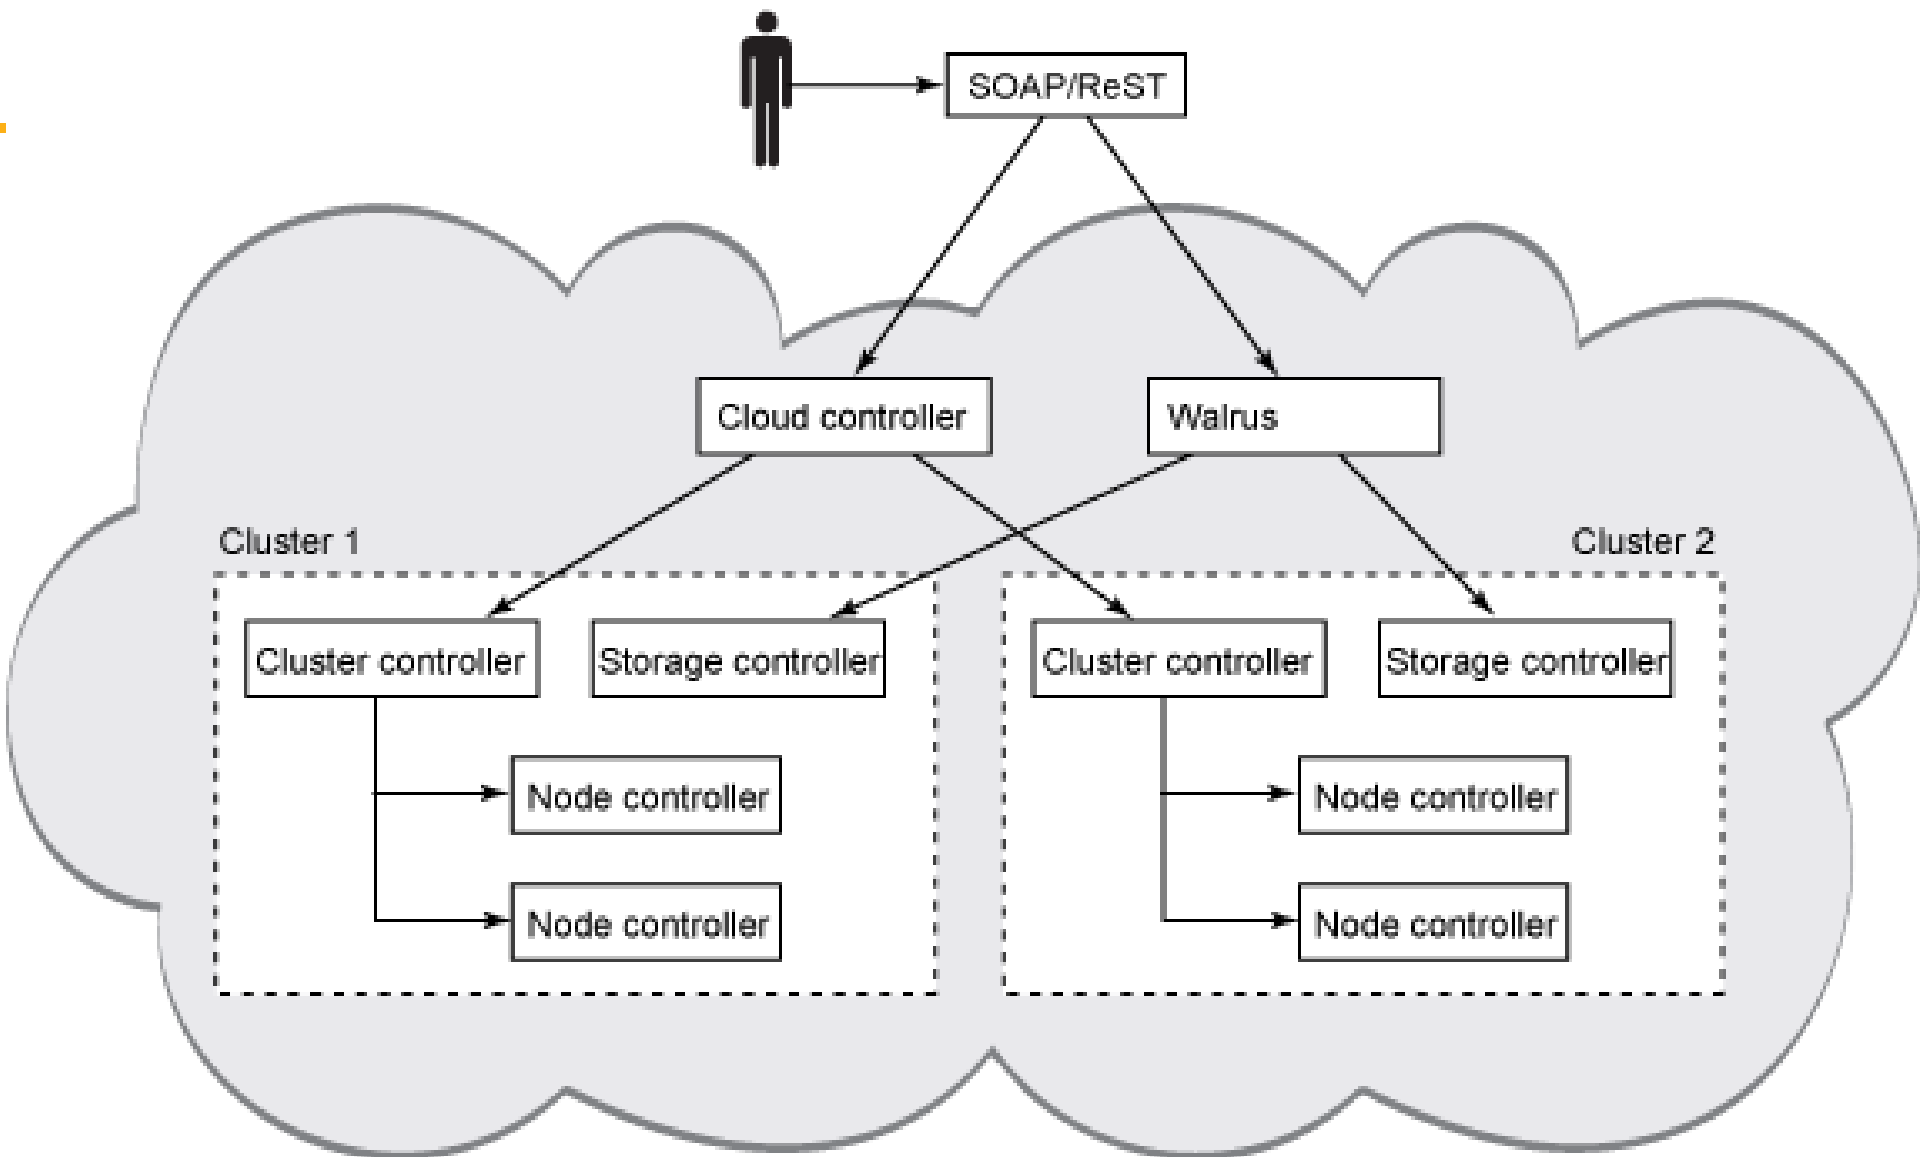 SOAP/ReST
Cloud controller
Walrus
Cluster 1
Cluster 2
Cluster controller
Storage controller
Cluster controller
Storage controller
Node controller
Node controller
Node controller
Node controller